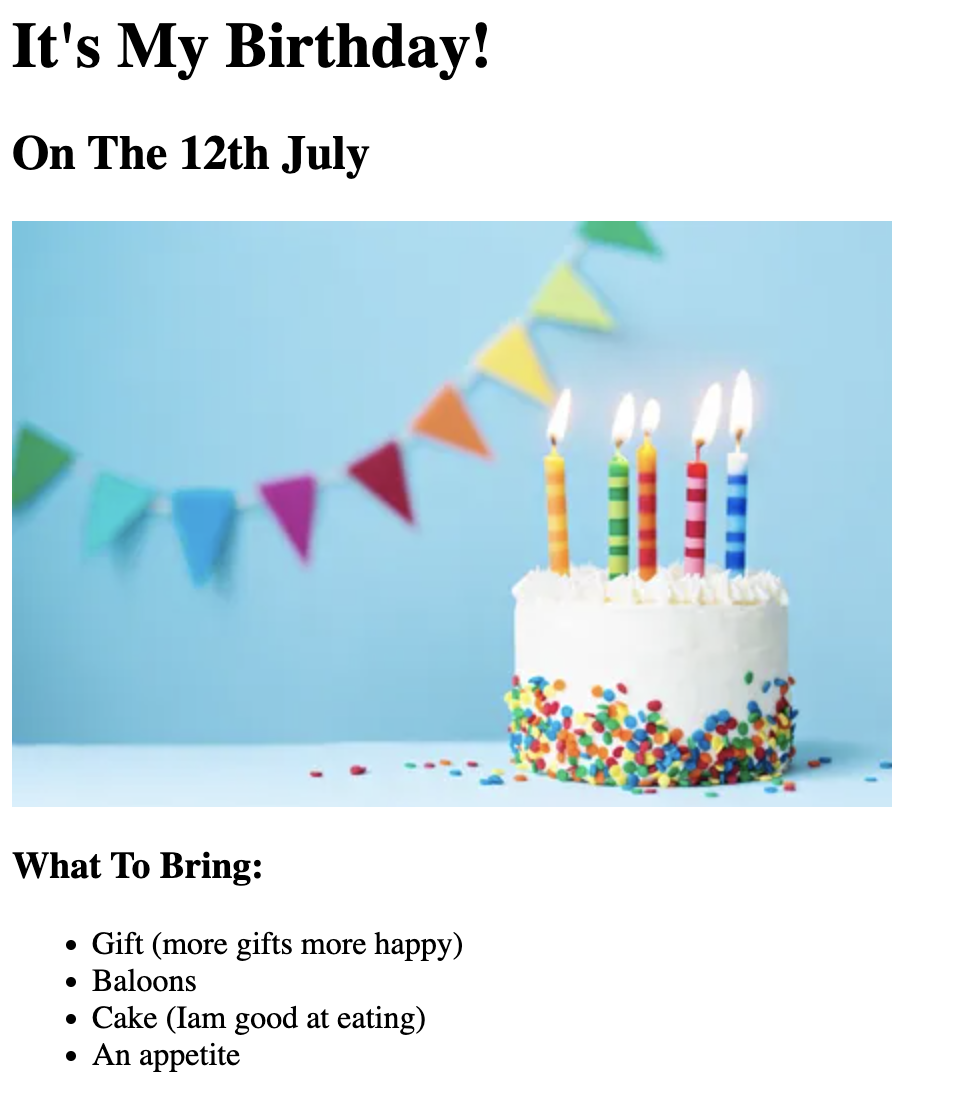 It's My Birthday!
On The 12th July
What To Bring:
Gift (more gifts more happy)
Baloons
Cake (Iam good at eating)
An appetite